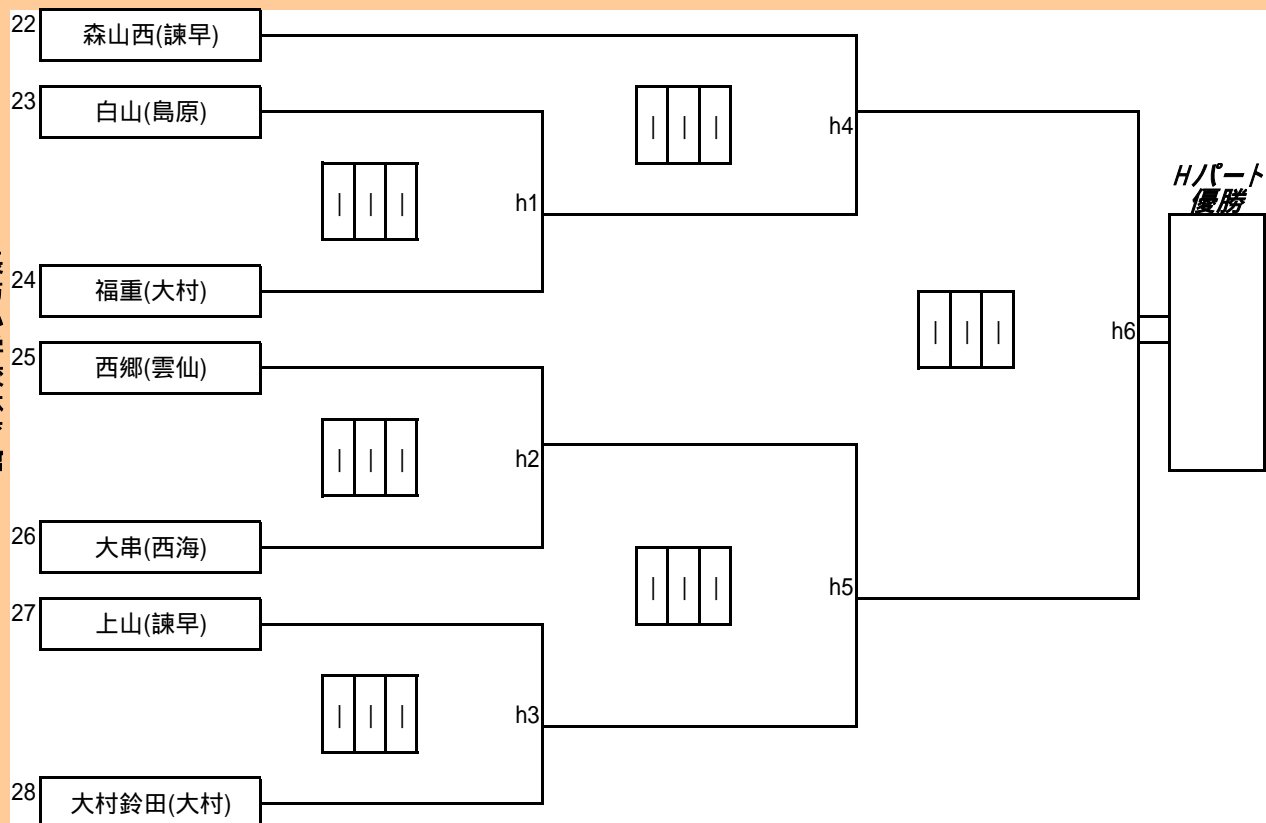 22
森山西(諫早)
23
白山(島原)
| | |
h4
| | |
h1
Hパート
優勝
24
福重(大村)
| | |
h6
25
西郷(雲仙)
| | |
h2
26
大串(西海)
| | |
h5
27
上山(諫早)
| | |
h3
28
大村鈴田(大村)